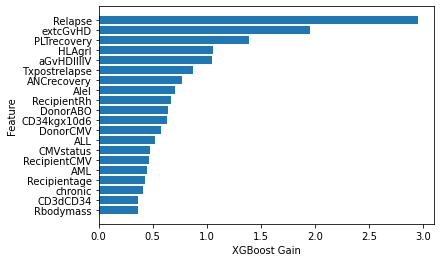 Relapse
extcGvHD
PLTrecovery
HLAgrI
aGvHDIIIIV
Txpostrelapse
ANCrecovery
Alel
RecipientRh
DonorABO
CD34kgx10d6
DonorCMV
ALL
CMVstatus
RecipientCMV
AML
Recipientage
chronic
CD3dCD34
Rbodymass
Feature
0.0 0.5 1.0 1.5 2.0 2.5 3.0
XGBoost Gain